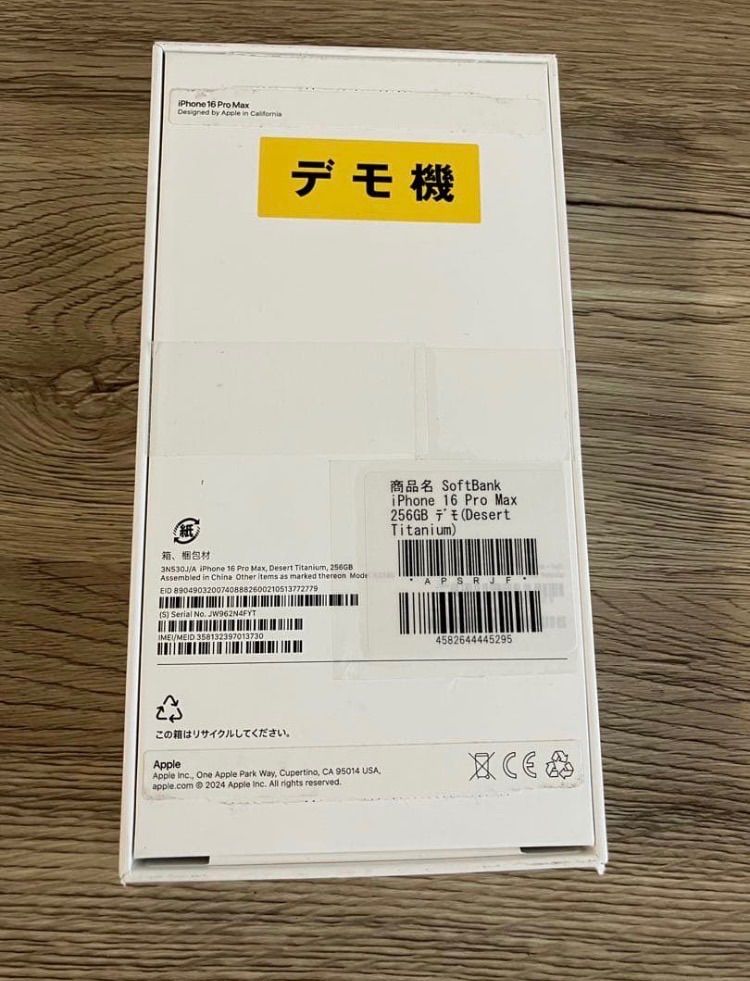 iPhone 16 Pro Max
Designed by Apple in California
デモ機
商品名 SoftBank
iPhone 16 Pro Max
256GB デモ(Desert
Titanium)
*APSRJF*
4582644445295
紙
箱、梱包材
3N530J/A iPhone 16 Pro Max, Desert Titanium, 256GB
Assembled in China Other items as marked thereon Mode
EID 89049032007408882600210513772779
(S) Serial No. JW962N4FYT
IMEI/MEID 358132397013730
この箱はリサイクルしてください。
Apple
Apple Inc., One Apple Park Way, Cupertino, CA 95014 USA.
apple.com © 2024 Apple Inc. All rights reserved.
CE